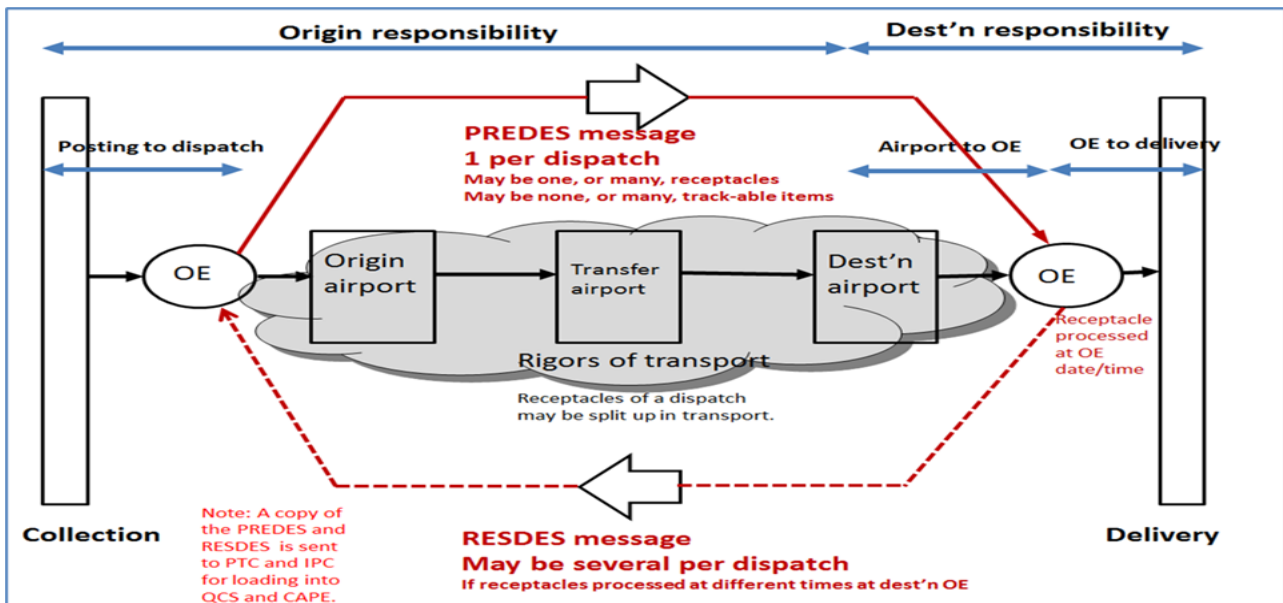 Origin responsibility
Dest'n responsibility
PREDES message
1 per dispatch
May be one, or many, receptacles
May be none, or many, track-able items
Posting to dispatch
Airport to OE
OE to delivery
OE
Origin
airport
Transfer
airport
Dest'n
airport
OE
Rigors of transport
Receptacles of a dispatch
may be split up in transport.
Receptacle
processed
at OE
date/time
Collection
Note: A copy of
the PREDES and
RESDES is sent
to PTC and IPC
for loading into
QCS and CAPE.
RESDES message
May be several per dispatch
If receptacles processed at different times at dest'n OE
Delivery